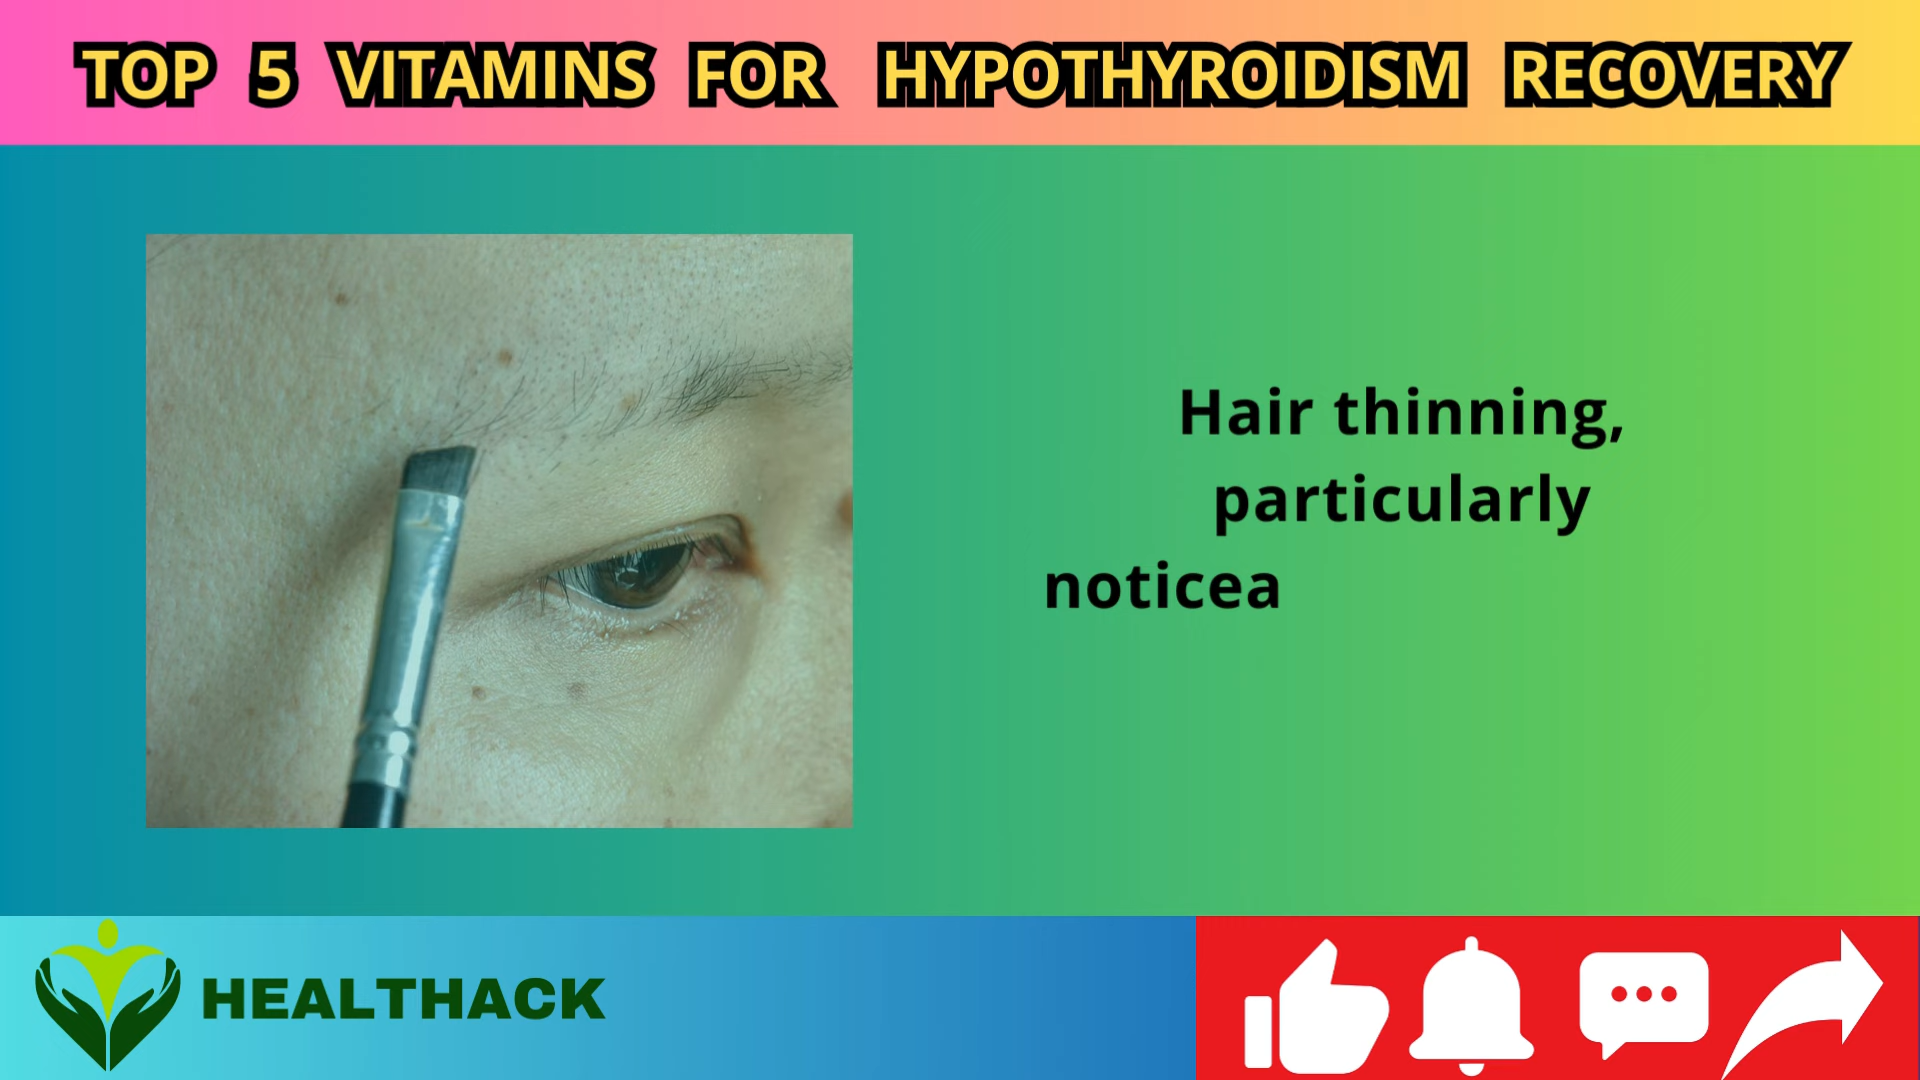 TOP 5 VITAMINS FOR HYPOTHYROIDISM RECOVERY
Hair thinning,
particularly
noticea
HEALTHACK